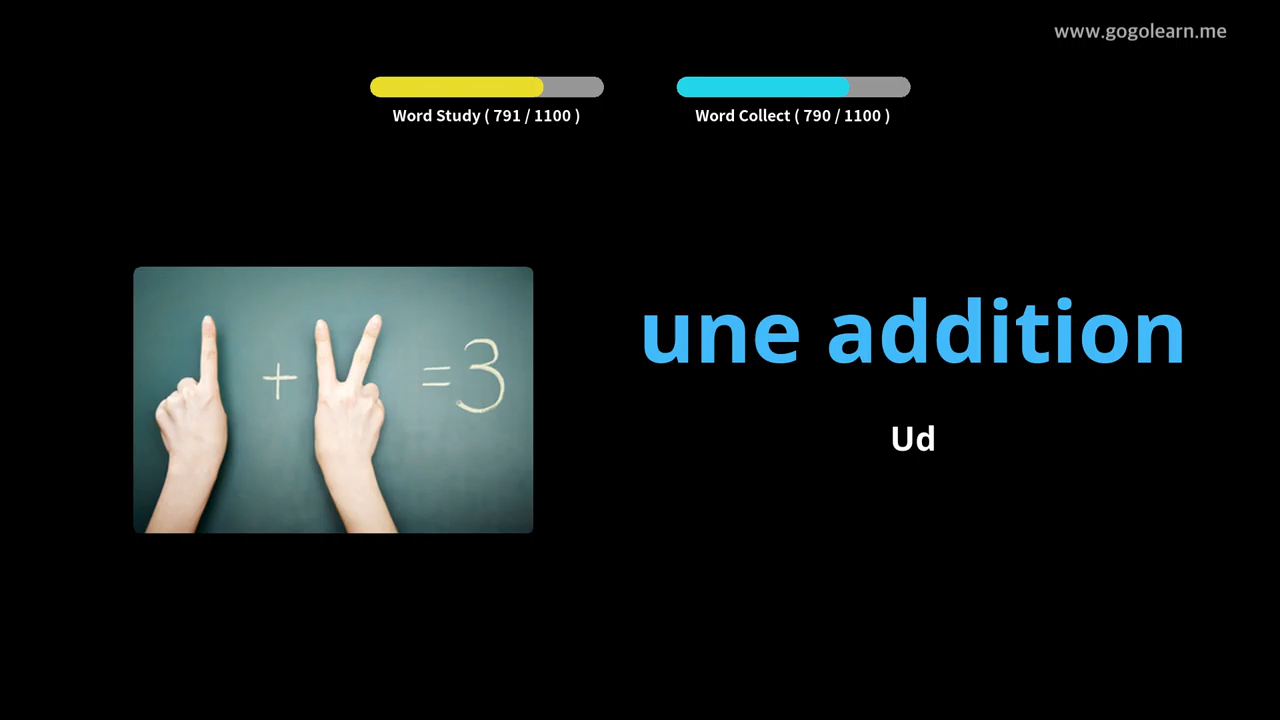 www.gogolearn.me
Word Study ( 791 / 1100 )
Word Collect ( 790 / 1100 )
+ = 3
une addition
Ud